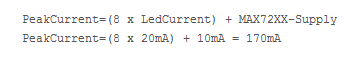 PeakCurrent=(8 x LedCurrent) + MAX72XX-Supply
PeakCurrent=(8 x 20mA) + 10mA = 170mA